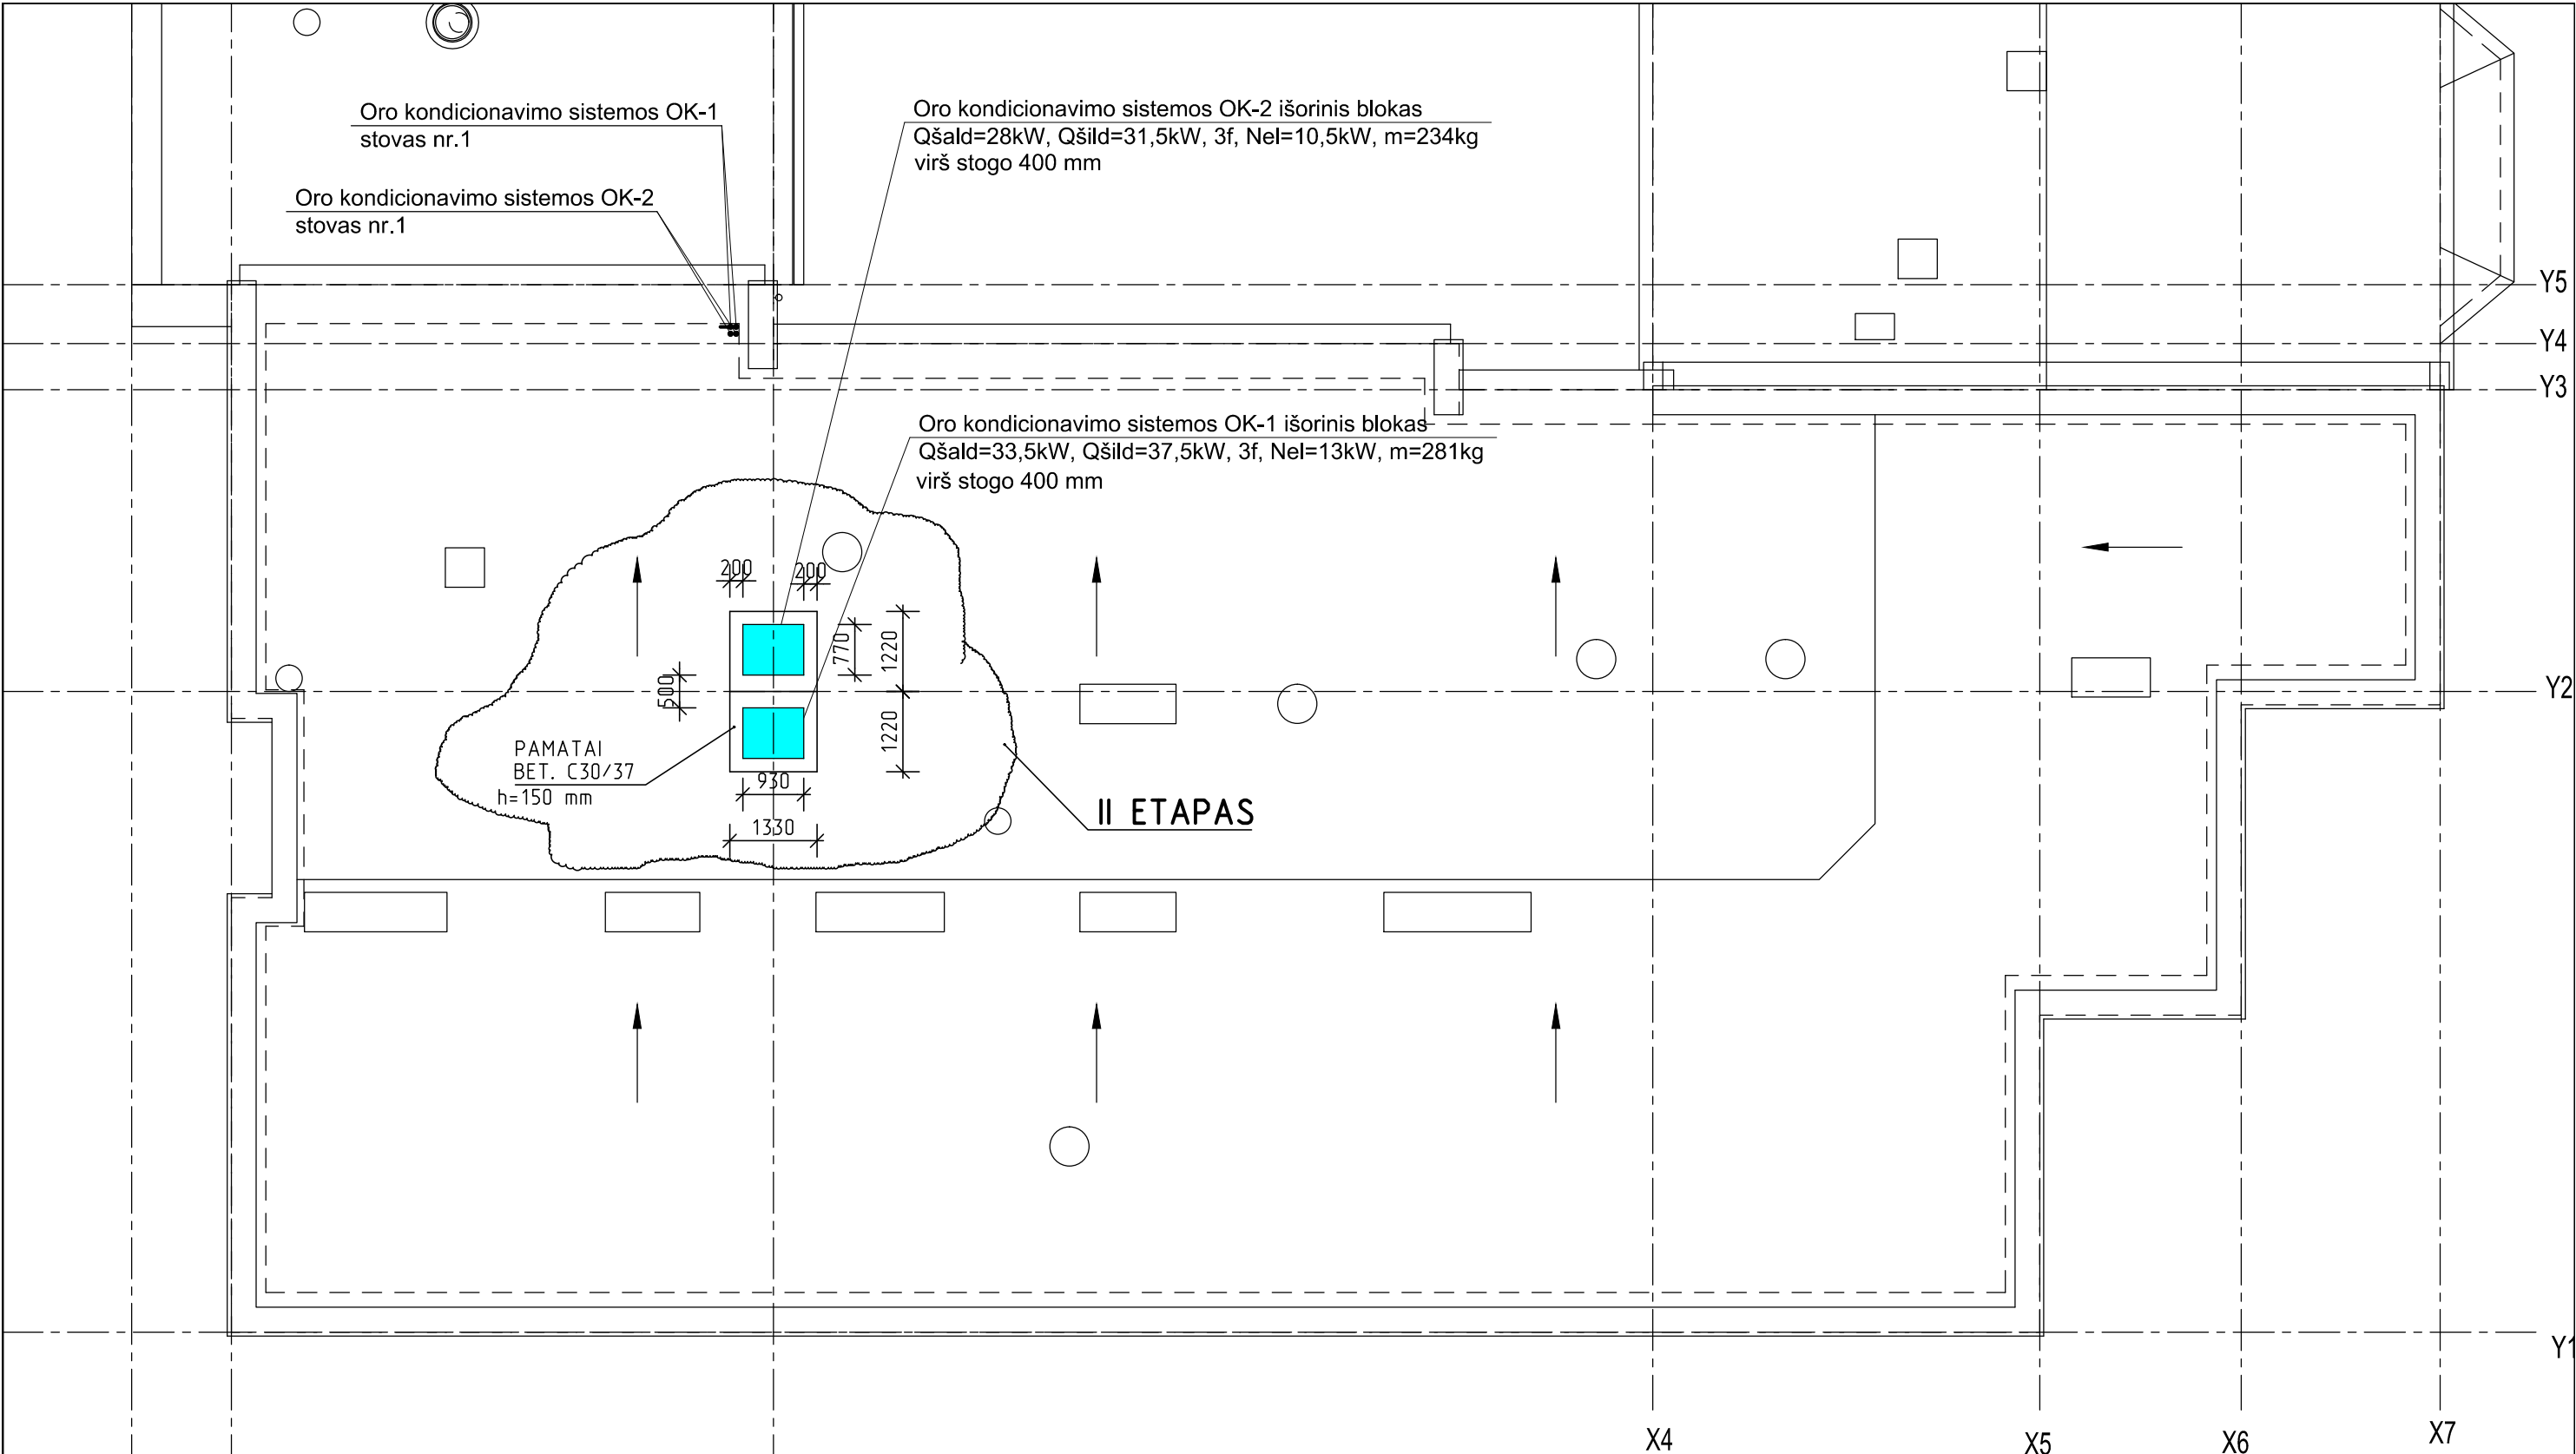 Oro kondicionavimo sistemos OK-1
stovas nr.1
Oro kondicionavimo sistemos OK-2
stovas nr.1
Oro kondicionavimo sistemos OK-2 išorinis blokas
Qšald=28kW, Qšild=31,5kW, 3f, Nel=10,5kW, m=234kg
virš stogo 400 mm
Y5
Y4
Y3
Oro kondicionavimo sistemos OK-1 išorinis blokas
Qšald=33,5kW, Qšild=37,5kW, 3f, Nel=13kW, m=281kg
virš stogo 400 mm
200
200
770
1220
500
1220
Y2
PAMATAI
BET. C30/37
h=150 mm
930
1330
II ETAPAS
Y1
X4
X5
X6
X7